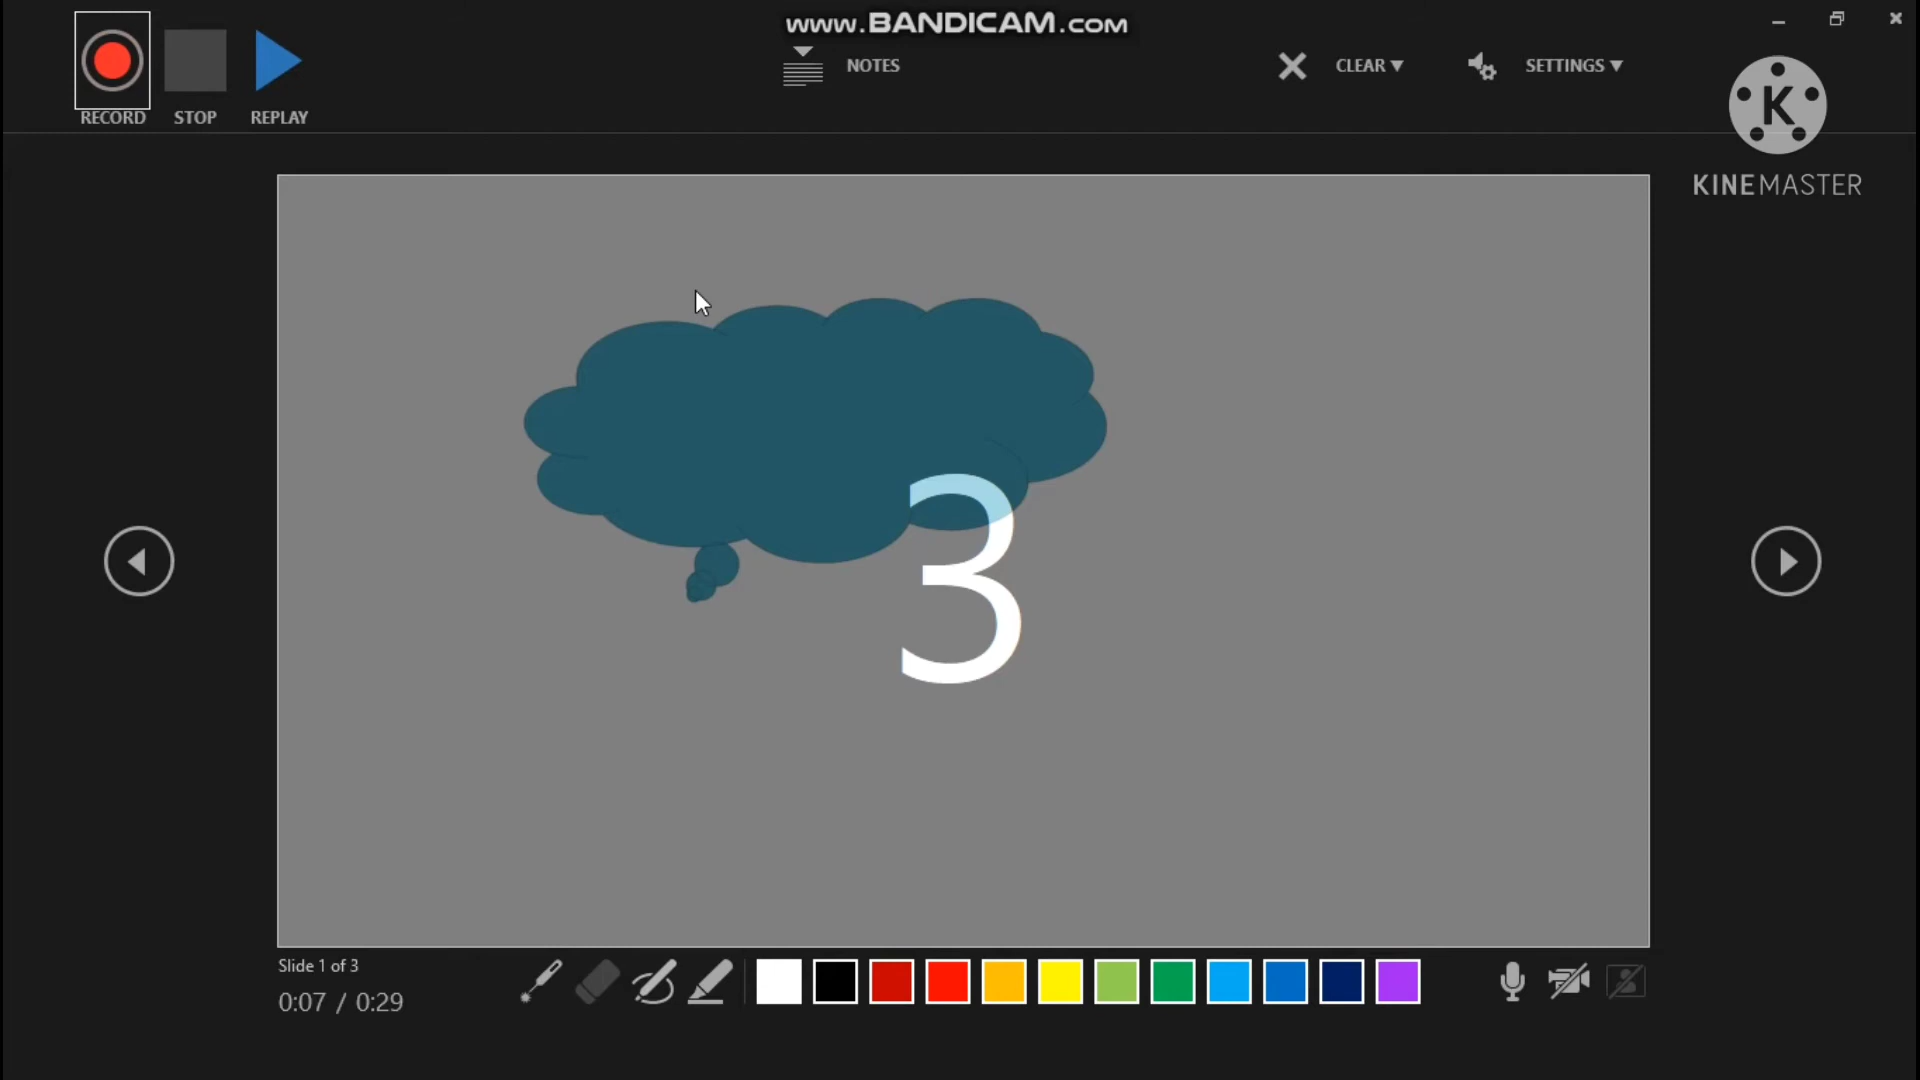 www.BANDICAM.com
RECORD
STOP
REPLAY
NOTES
CLEAR
SETTINGS
K
KINEMASTER
3
Slide 1 of 3
0:07 / 0:29